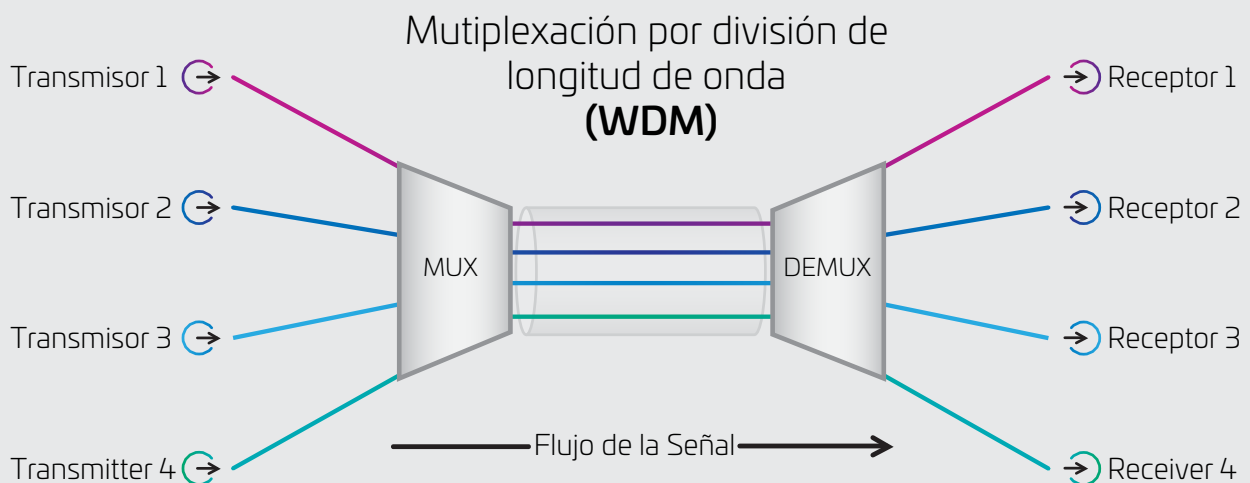 Mutiplexación por división de
longitud de onda
(WDM)
Transmisor 1
Receptor 1
Transmisor 2
Receptor 2
MUX
DEMUX
Transmisor 3
Receptor 3
Flujo de la Señal
Transmitter 4
Receiver 4